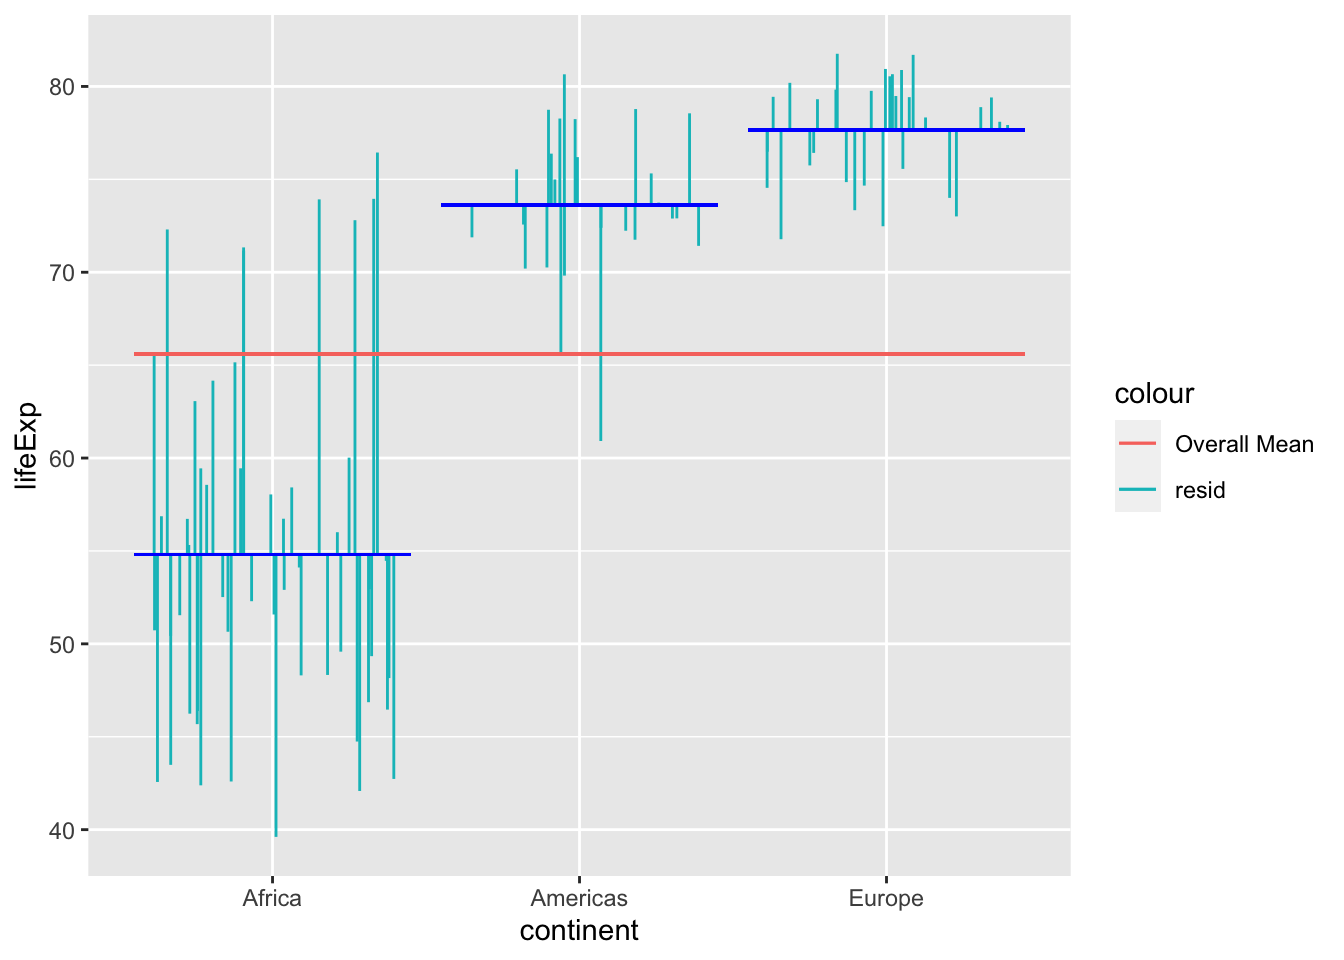 80
70
60
50
40
lifeExp
Africa
Americas
Europe
continent
colour
Overall Mean
resid